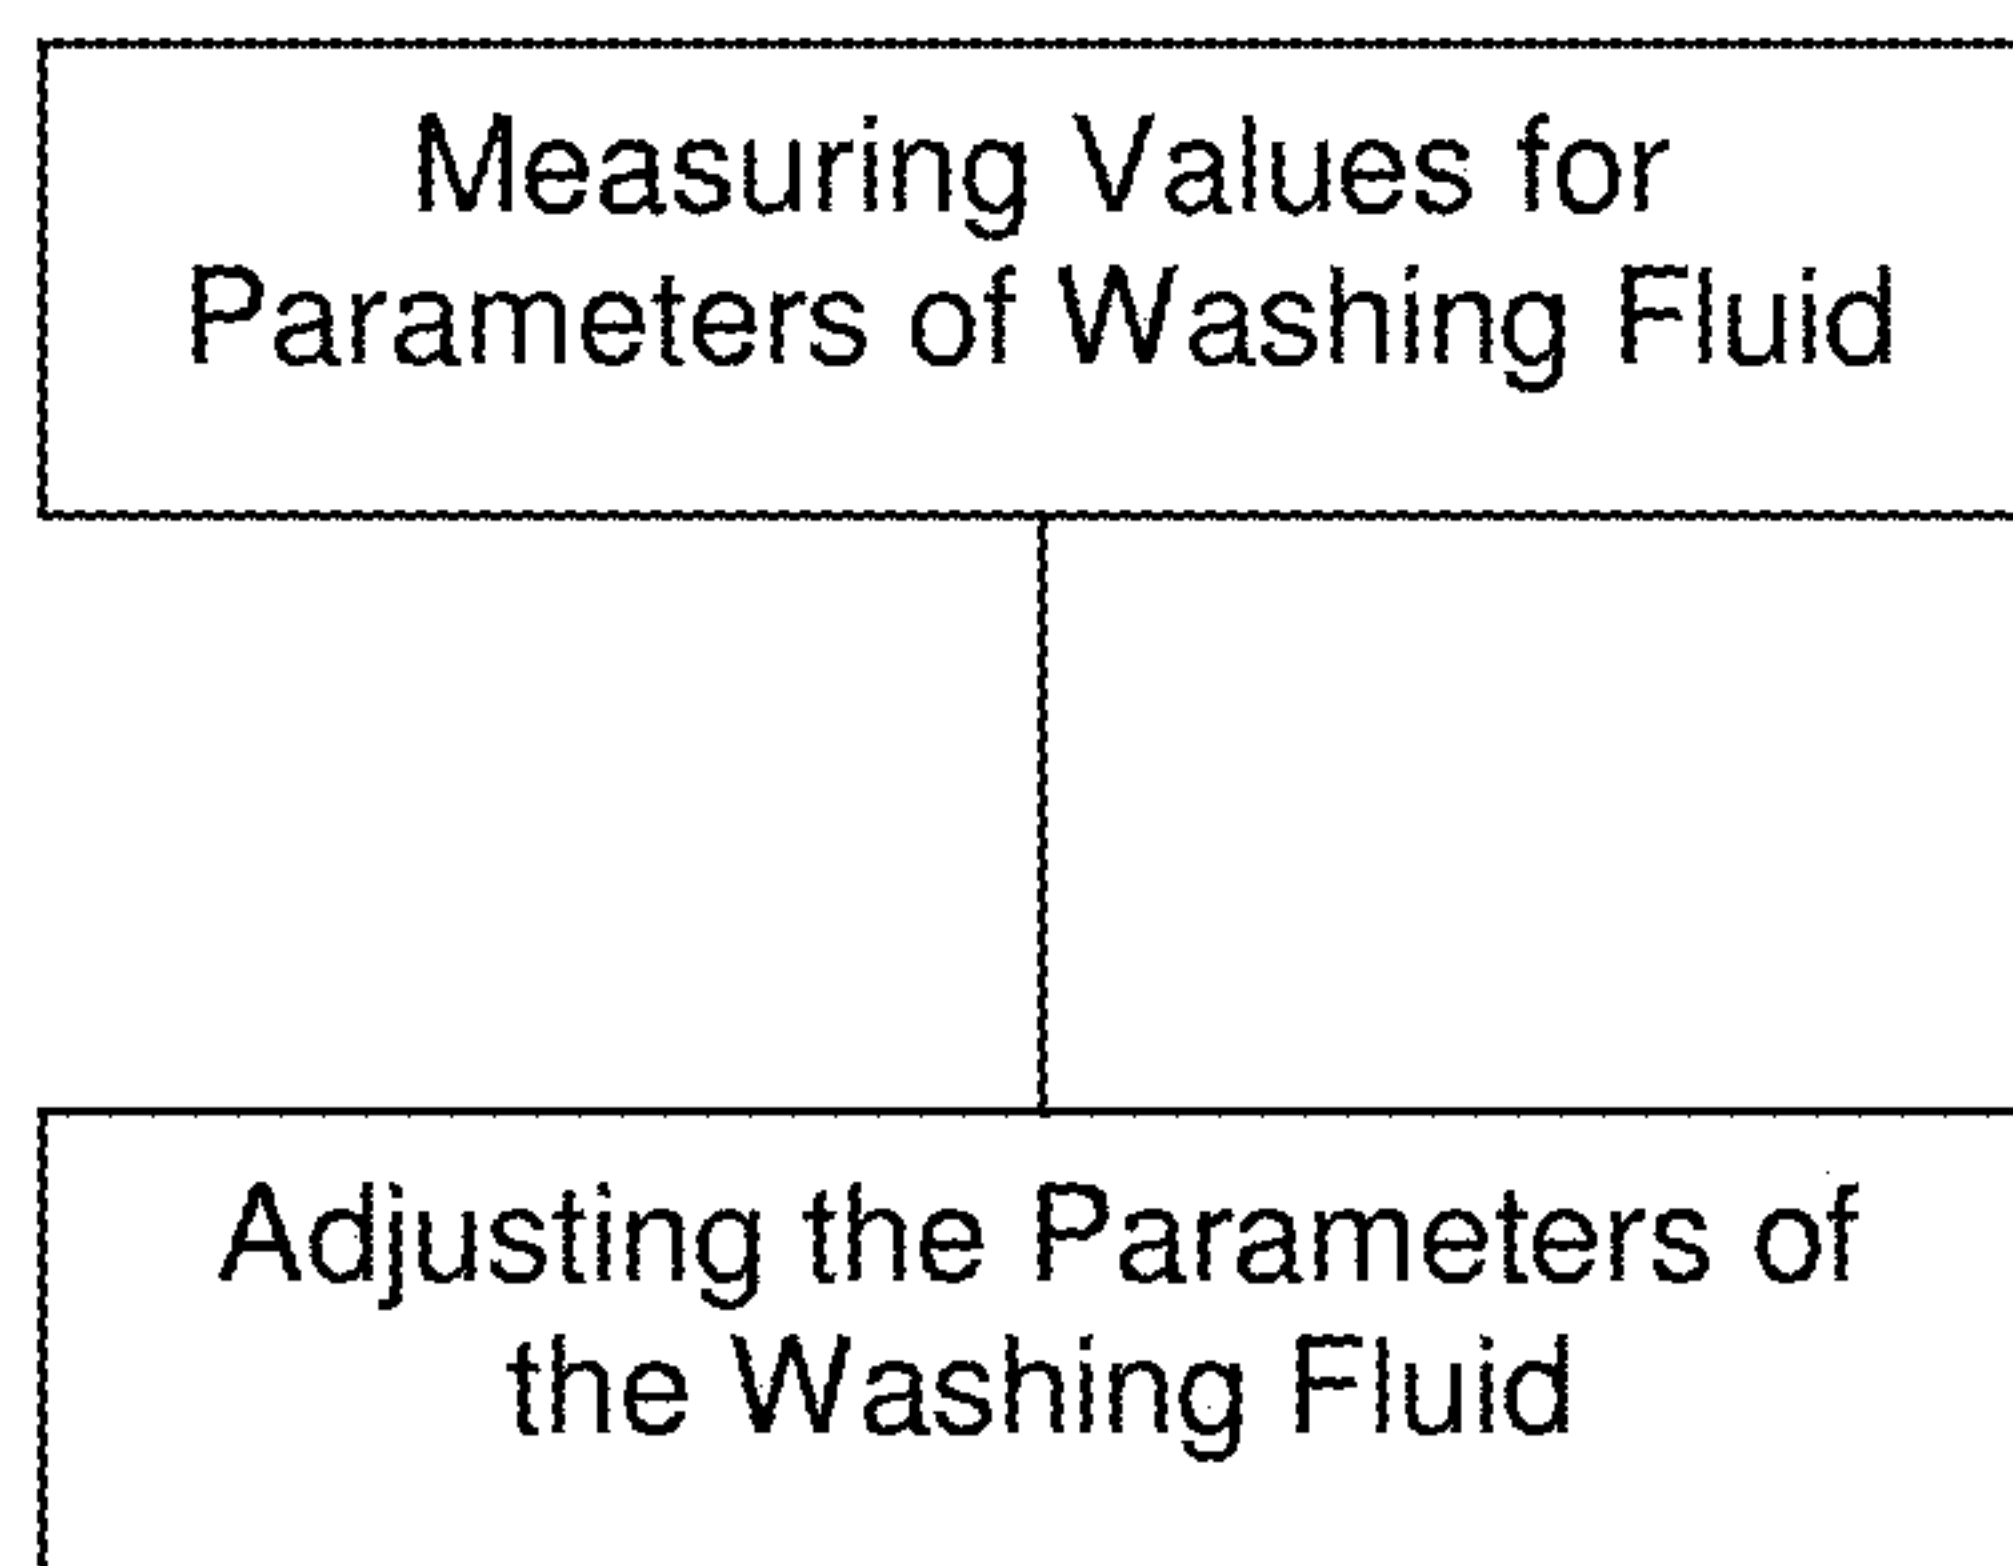 Measuring Values for
Parameters of Washing Fluid
Adjusting the Parameters of
the Washing Fluid